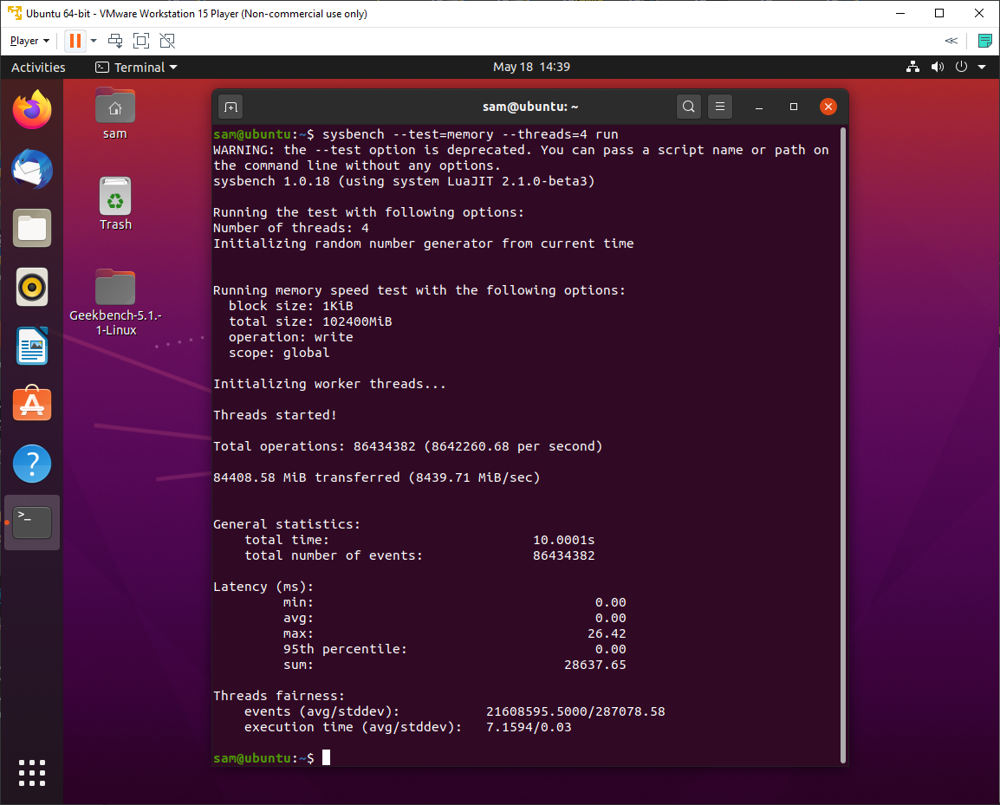 Ubuntu 64-bit - VMware Workstation 15 Player (Non-commercial use only)
Player
Activities
Terminal
May 18 14:39
sam
Trash
Geekbench-5.1.-
1-Linux
sam@ubuntu: ~
sam@ubuntu:~$ sysbench --test=memory --threads=4 run
WARNING: the --test option is deprecated. You can pass a script name or path on
the command line without any options.
sysbench 1.0.18 (using system LuaJIT 2.1.0-beta3)
Running the test with following options:
Number of threads: 4
Initializing random number generator from current time
Running memory speed test with the following options:
block size: 1KiB
total size: 102400MiB
operation: write
scope: global
Initializing worker threads...
Threads started!
Total operations: 86434382 (8642260.68 per second)
84408.58 MiB transferred (8439.71 MiB/sec)
General statistics:
total time: 10.0001s
total number of events: 86434382
Latency (ms):
min: 0.00
avg: 0.00
max: 26.42
95th percentile: 0.00
sum: 28637.65
Threads fairness:
events (avg/stddev): 21608595.5000/287078.58
execution time (avg/stddev): 7.1594/0.03
sam@ubuntu:~$